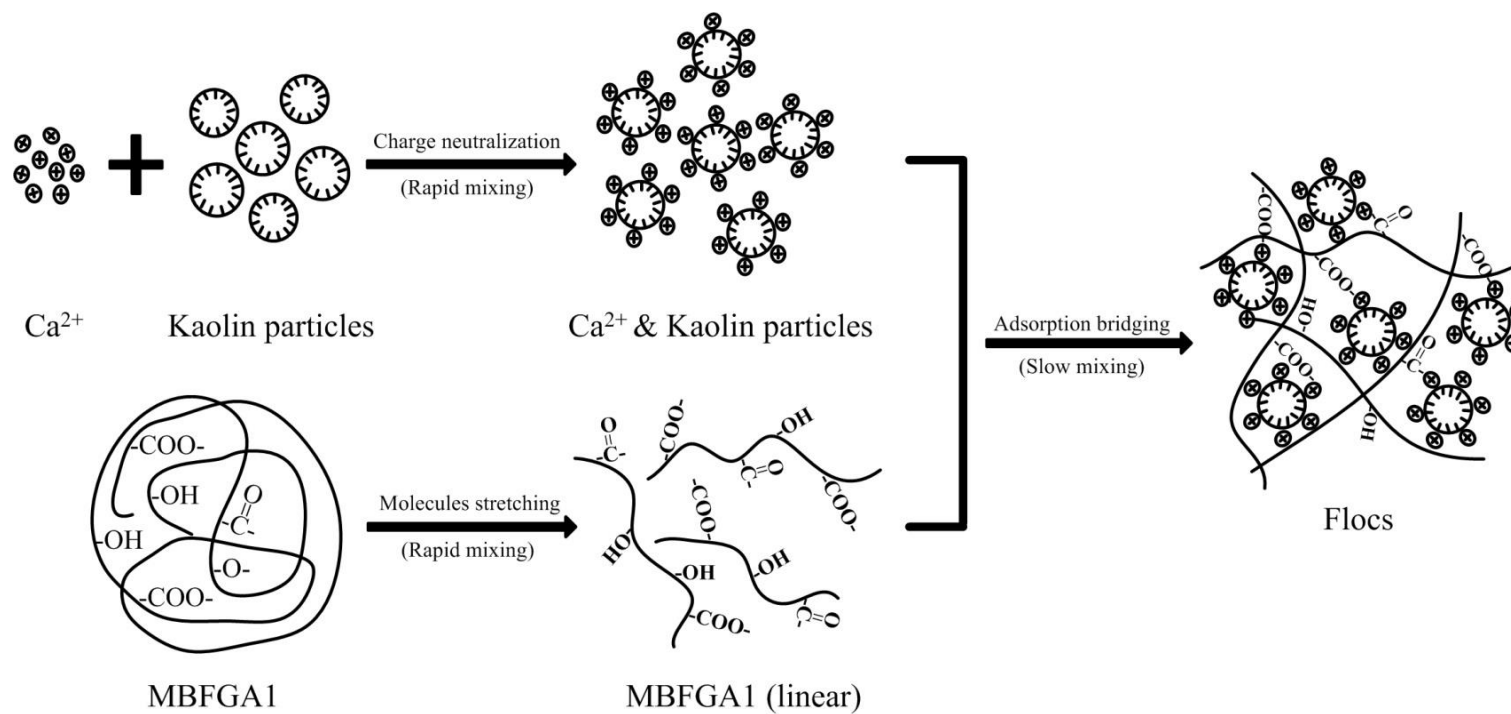 Charge neutralization
(Rapid mixing)
Ca²⁺
Kaolin particles
Ca²⁺ & Kaolin particles
-COO-
-OH
O
-C-
-OH
-O-
-COO-
MBFGA1
Molecules stretching
(Rapid mixing)
O
-C-
-COO-
-OH
-C-
O
-COO-
-COO-
HO-
-OH
-OH
-COO-
-C-
O
MBFGA1 (linear)
Adsorption bridging
(Slow mixing)
-COO-
-C-
O
-COO-
-COO-
HO-
-COO-
-C-
O
-OH
Flocs